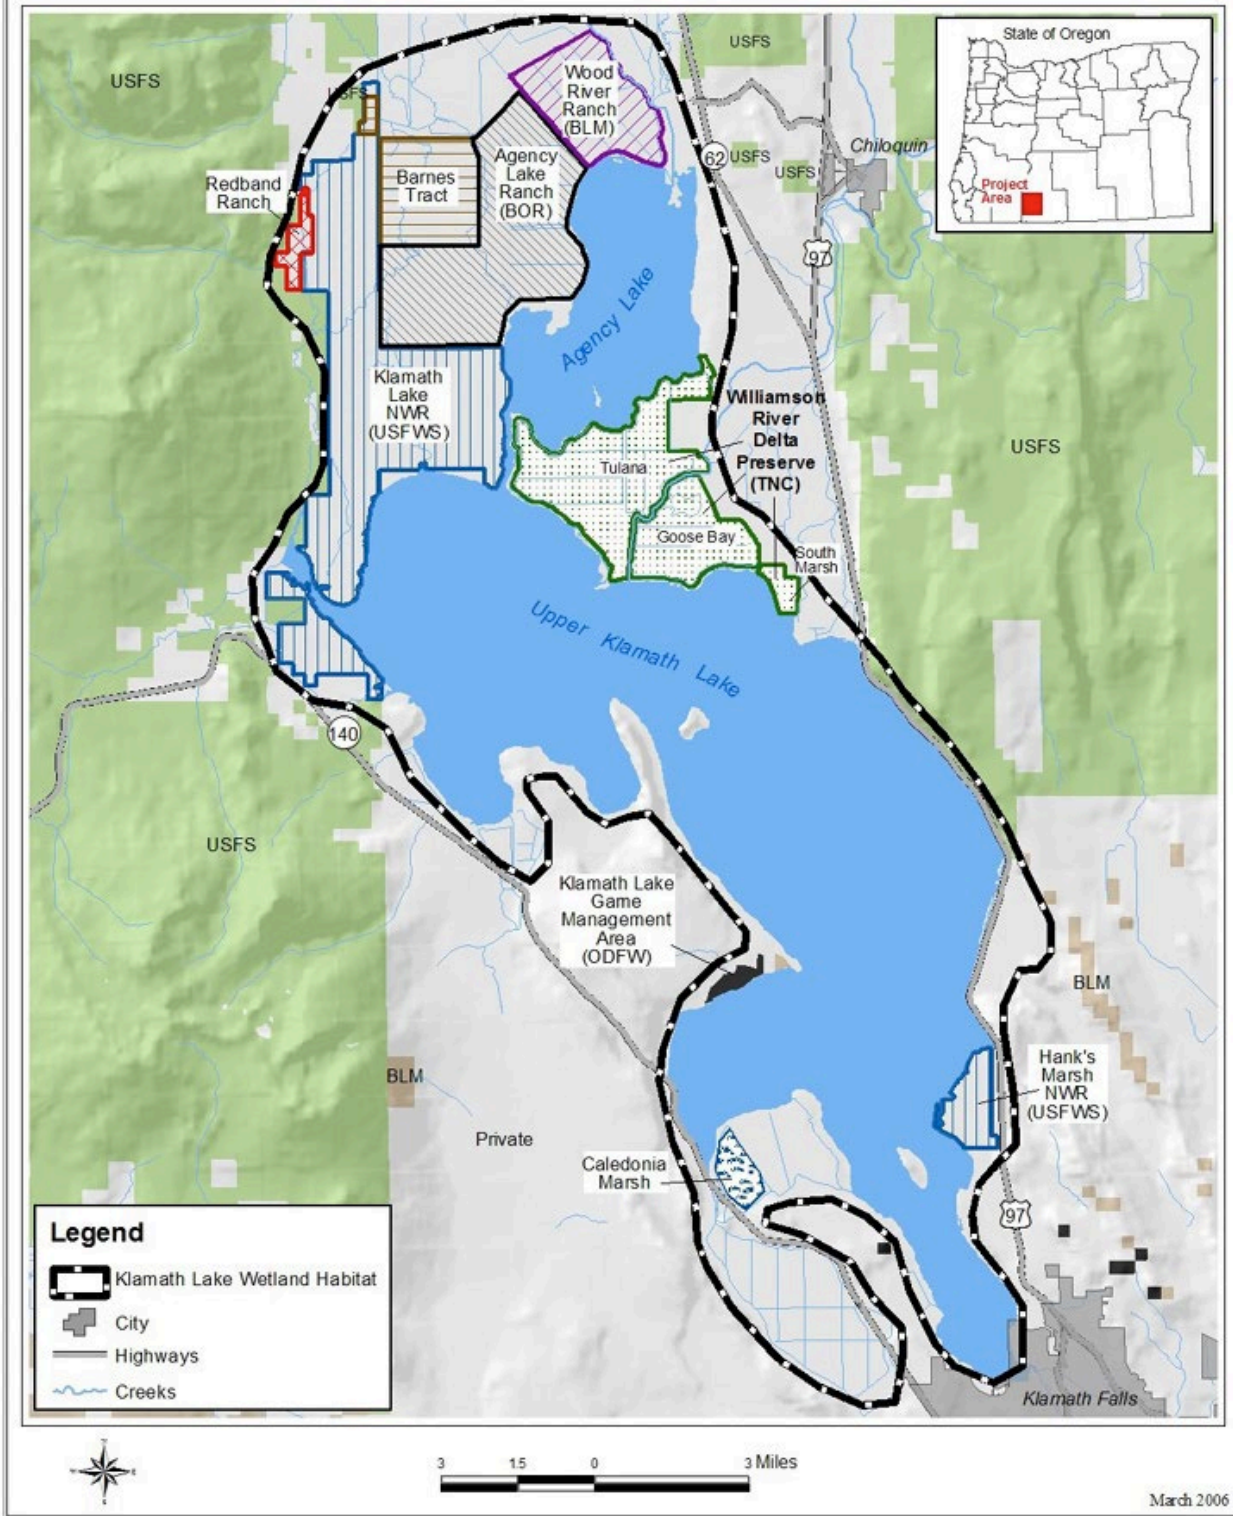 State of Oregon
Project
Area
USFS
USFS
USFS
Wood
River
Ranch
(BLM)
62
USFS
USFS
Chiloquin
Agency
Lake
Ranch
(BOR)
Barnes
Tract
Redband
Ranch
97
Agency Lake
Klamath
Lake
NWR
(USFWS)
Williamson
River
Delta
Preserve
(TNC)
Tulana
USFS
Goose Bay
South
Marsh
Upper Klamath Lake
140
USFS
Klamath Lake
Game
Management
Area
(ODFW)
BLM
Hank's
Marsh
NWR
(USFWS)
BLM
Private
Caledonia
Marsh
97
Klamath Falls
Legend
Klamath Lake Wetland Habitat
City
Highways
Creeks
N
3 1.5 0 3 Miles
March 2006